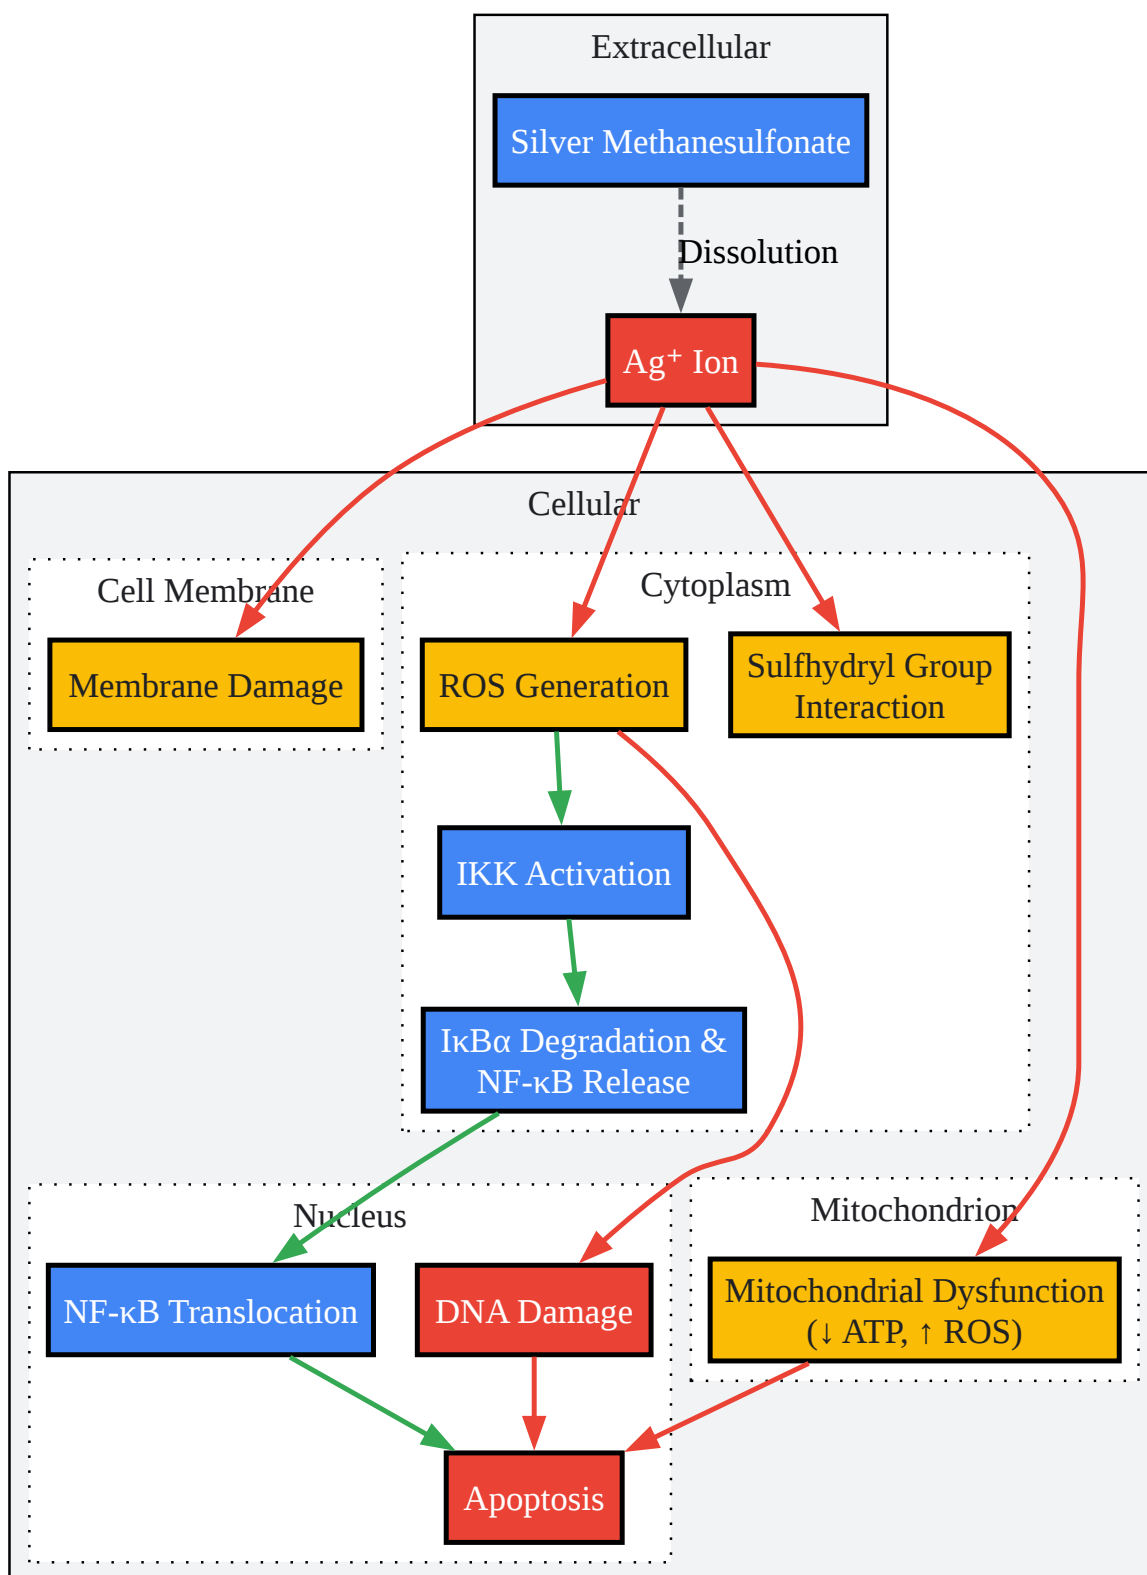 Extracellular
Silver Methanesulfonate
Dissolution
Ag⁺ Ion
Cellular
Cell Membrane
Membrane Damage
Cytoplasm
ROS Generation
Sulfhydryl Group
Interaction
IKK Activation
IκBα Degradation &
NF-κB Release
Nucleus
NF-κB Translocation
DNA Damage
Mitochondrion
Mitochondrial Dysfunction
(↓ ATP, ↑ ROS)
Apoptosis